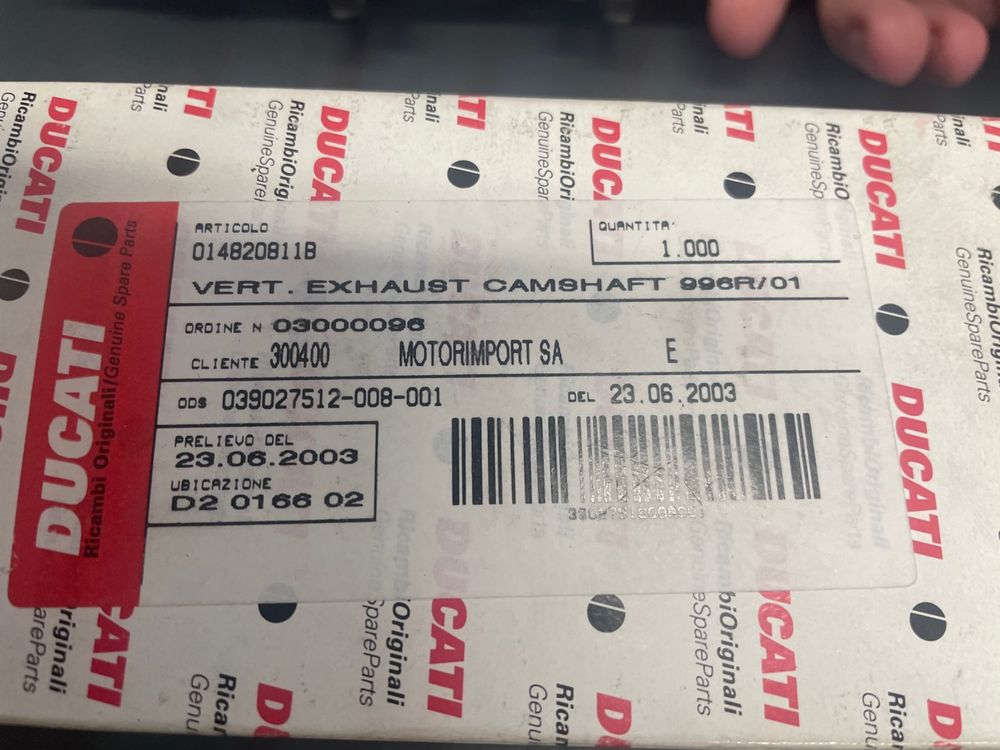 DUCATI
Ricambi Originali/Genuine Spare Parts
ARTICOLO
014820811B
QUANTITA'
1.000
VERT. EXHAUST CAMSHAFT 996R/01
ORDINE N 03000096
CLIENTE 300400 MOTORIMPORT SA E
ODS 039027512-008-001 DEL 23.06.2003
PRELIEVO DEL
23.06.2003
UBICAZIONE
D2 0166 02
DUCATI
RicambiOriginali
GenuineSpareParts